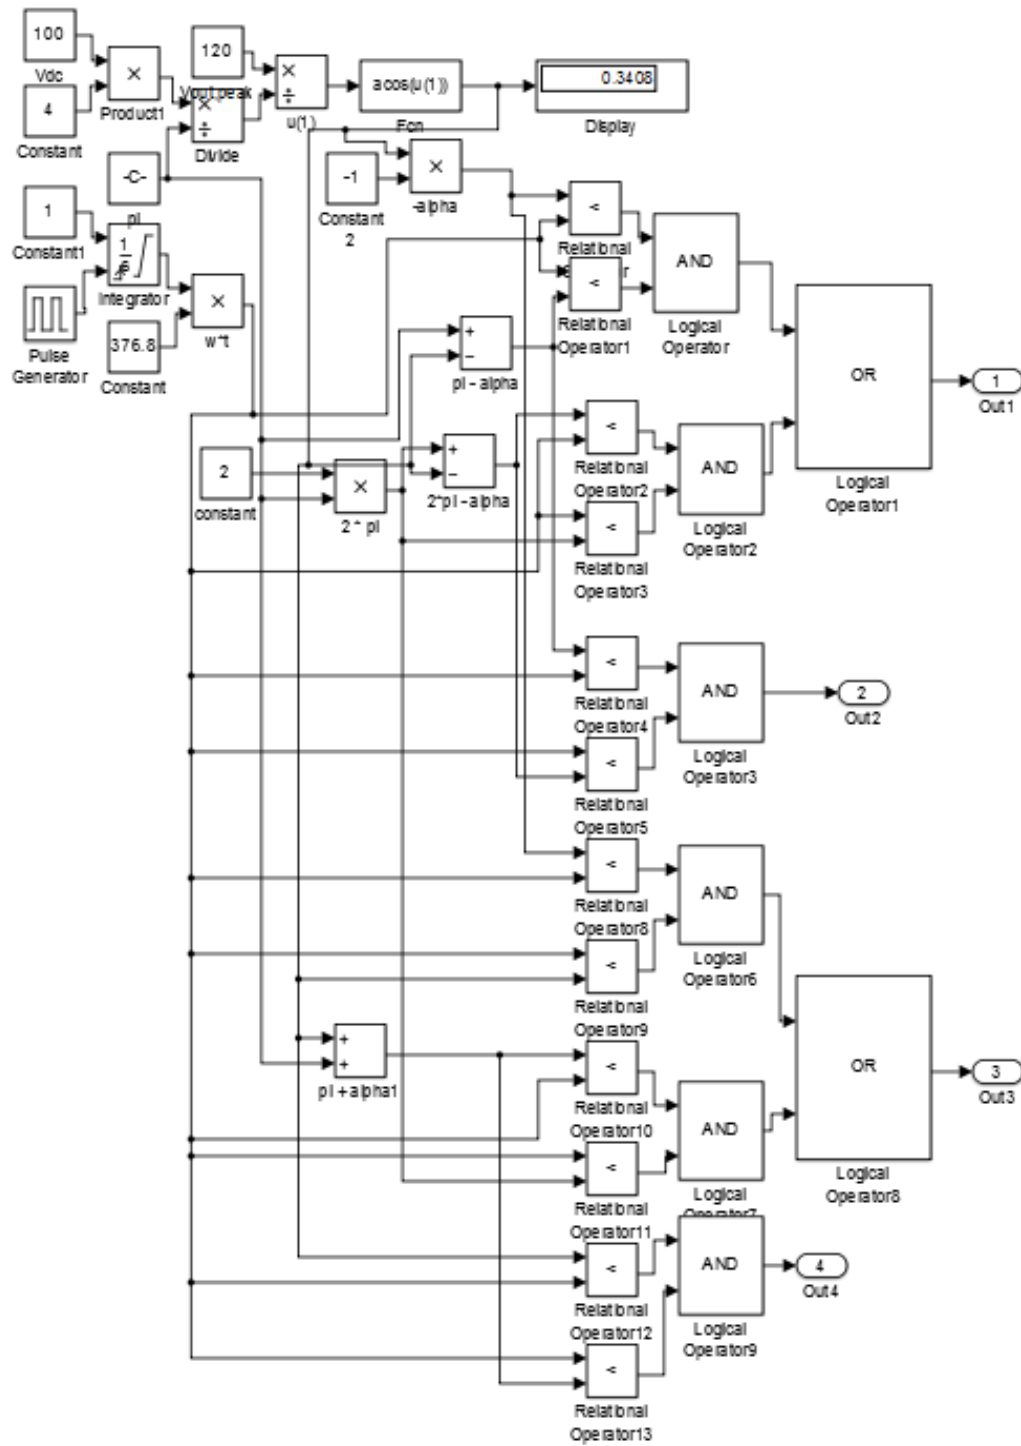 100
Vdc
4
Constant
×
Product1
120
Vout peak
×
÷
Divide
×
÷
u(1)
acos(u(1))
Fcn
0.3408
Display
-C-
pi
-1
Constant
2
×
-alpha
1
Constant1
1
s
Integrator
Pulse
Generator
376.8
Constant
×
w*t
<
Relational
<
Relational
Operator1
AND
Logical
Operator
+
−
pi - alpha
OR
Logical
Operator1
1
Out1
2
constant
×
2 * pi
+
−
2*pi - alpha
<
Relational
Operator2
<
Relational
Operator3
AND
Logical
Operator2
<
Relational
Operator4
<
Relational
Operator5
AND
Logical
Operator3
2
Out2
<
Relational
Operator8
<
Relational
Operator9
AND
Logical
Operator6
+
+
pi + alpha1
<
Relational
Operator10
<
Relational
Operator11
AND
Logical
Operator7
OR
Logical
Operator8
3
Out3
<
Relational
Operator12
<
Relational
Operator13
AND
Logical
Operator9
4
Out4